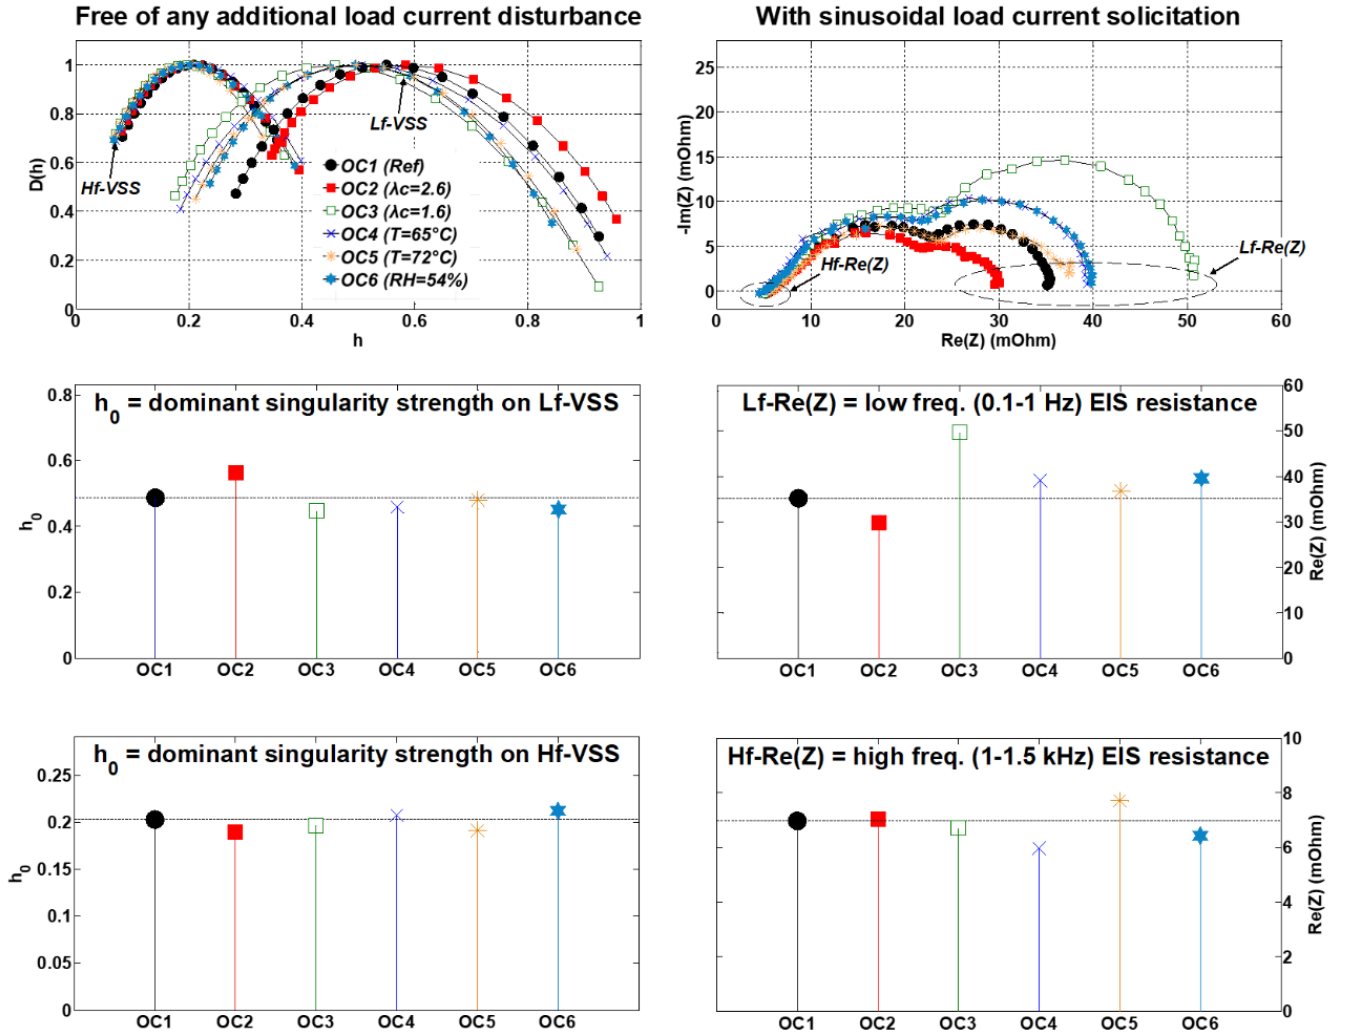 Free of any additional load current disturbance
With sinusoidal load current solicitation
D(h)
1
0.8
0.6
0.4
0.2
0
Hf-VSS
Lf-VSS
OC1 (Ref)
OC2 (λc=2.6)
OC3 (λc=1.6)
OC4 (T=65°C)
OC5 (T=72°C)
OC6 (RH=54%)
0 0.2 0.4 0.6 0.8 1
h
-Im(Z) (mOhm)
25
20
15
10
5
0
Hf-Re(Z)
Lf-Re(Z)
0 10 20 30 40 50 60
Re(Z) (mOhm)
h0 = dominant singularity strength on Lf-VSS
h0
0.8
0.6
0.4
0.2
0
OC1 OC2 OC3 OC4 OC5 OC6
Lf-Re(Z) = low freq. (0.1-1 Hz) EIS resistance
60
50
40
30
20
10
0
Re(Z) (mOhm)
OC1 OC2 OC3 OC4 OC5 OC6
h0 = dominant singularity strength on Hf-VSS
h0
0.25
0.2
0.15
0.1
0.05
0
OC1 OC2 OC3 OC4 OC5 OC6
Hf-Re(Z) = high freq. (1-1.5 kHz) EIS resistance
10
8
6
4
2
0
Re(Z) (mOhm)
OC1 OC2 OC3 OC4 OC5 OC6